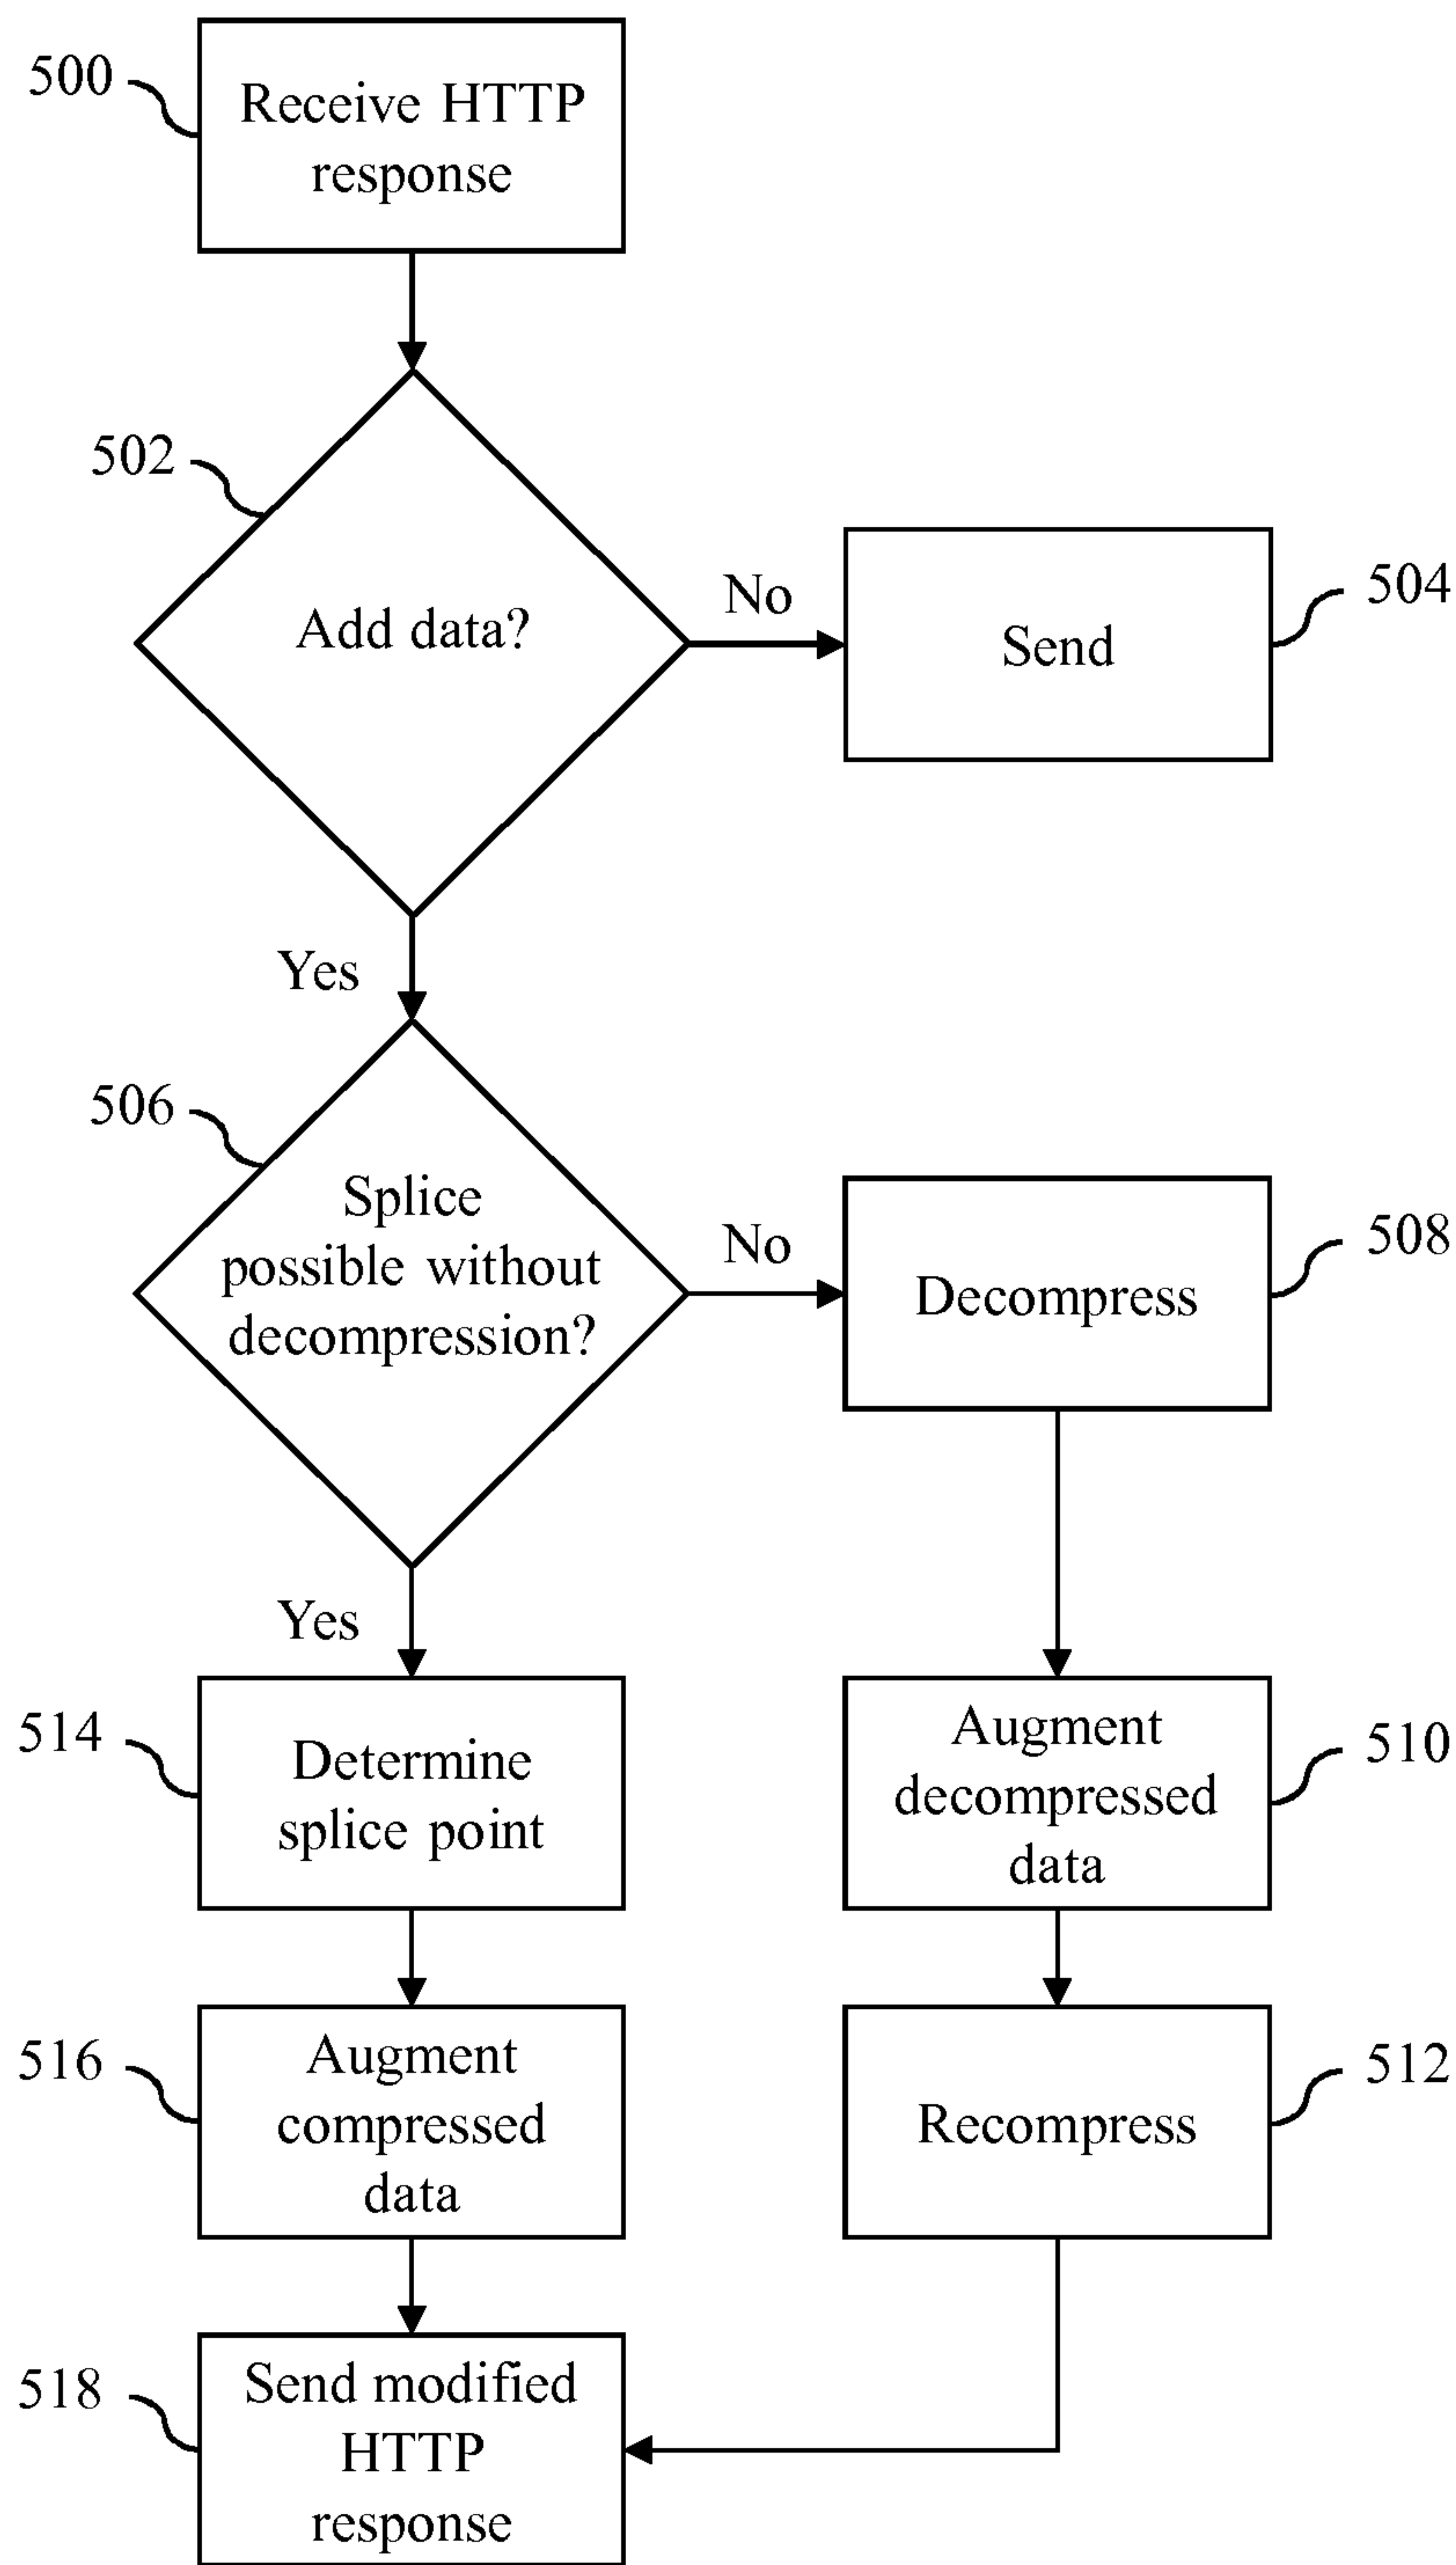 500
Receive HTTP
response
502
Add data?
No
Send
504
Yes
506
Splice
possible without
decompression?
No
Decompress
508
Yes
514
Determine
splice point
Augment
decompressed
data
510
516
Augment
compressed
data
Recompress
512
518
Send modified
HTTP
response